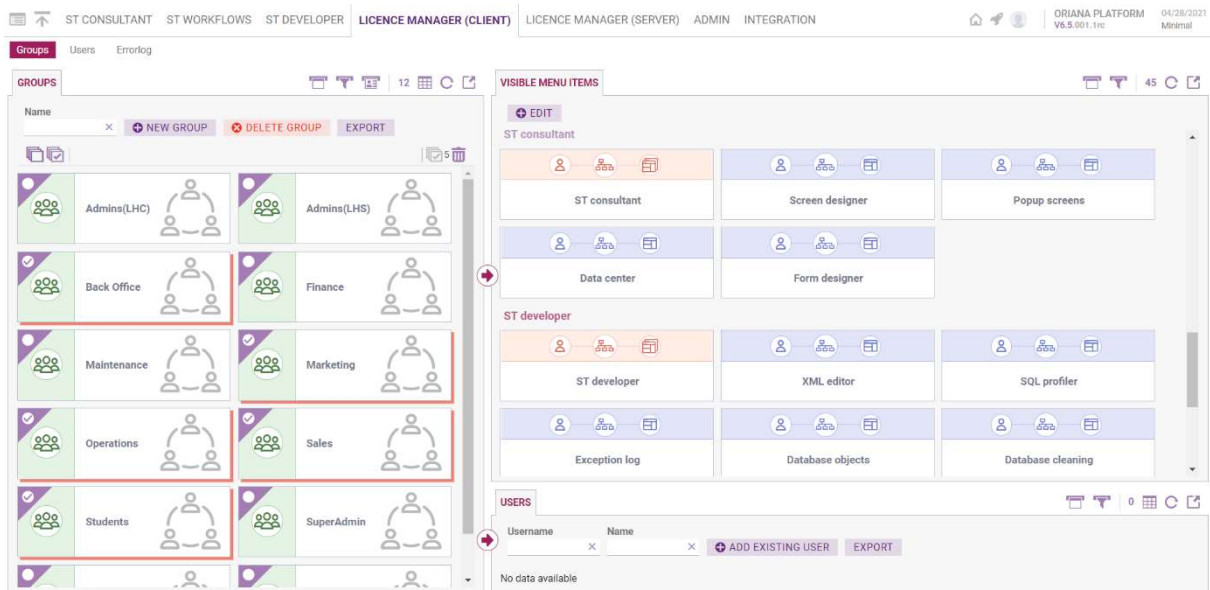 ST CONSULTANT ST WORKFLOWS ST DEVELOPER LICENCE MANAGER (CLIENT) LICENCE MANAGER (SERVER) ADMIN INTEGRATION
ORIANA PLATFORM 04/28/2021
V6.5.001.1rc Minimal
Groups Users Errorlog
GROUPS 12
Name
NEW GROUP DELETE GROUP EXPORT
5
Admins(LHC) Admins(LHS)
Back Office Finance
Maintenance Marketing
Operations Sales
Students SuperAdmin
VISIBLE MENU ITEMS 45
EDIT
ST consultant
ST consultant Screen designer Popup screens
Data center Form designer
ST developer
ST developer XML editor SQL profiler
Exception log Database objects Database cleaning
USERS 0
Username Name
ADD EXISTING USER EXPORT
No data available